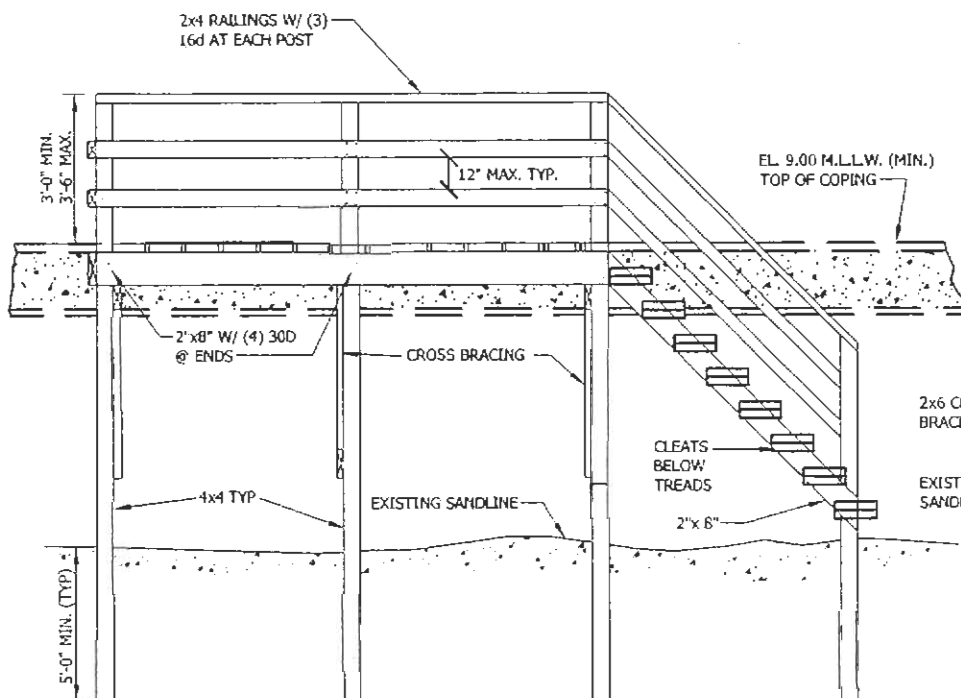 2x4 RAILINGS W/ (3)
16d AT EACH POST
3'-0" MIN.
3'-6" MAX.
12" MAX. TYP.
EL. 9.00 M.L.L.W. (MIN.)
TOP OF COPING
2"x8" W/ (4) 30D
@ ENDS
CROSS BRACING
2x6
CLEATS
BELOW
TREADS
4x4 TYP
EXISTING SANDLINE
2"x 8"
5'-0" MIN. (TYP)